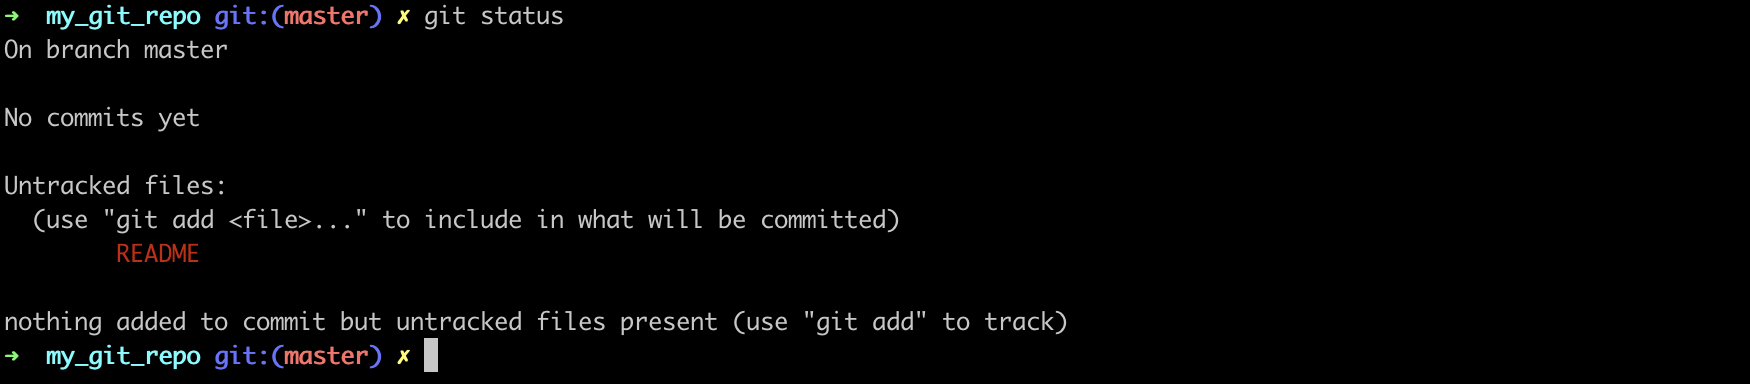 ➜  my_git_repo git:(master) ✗ git status
On branch master
No commits yet
Untracked files:
  (use "git add <file>..." to include in what will be committed)
        README
nothing added to commit but untracked files present (use "git add" to track)
➜  my_git_repo git:(master) ✗